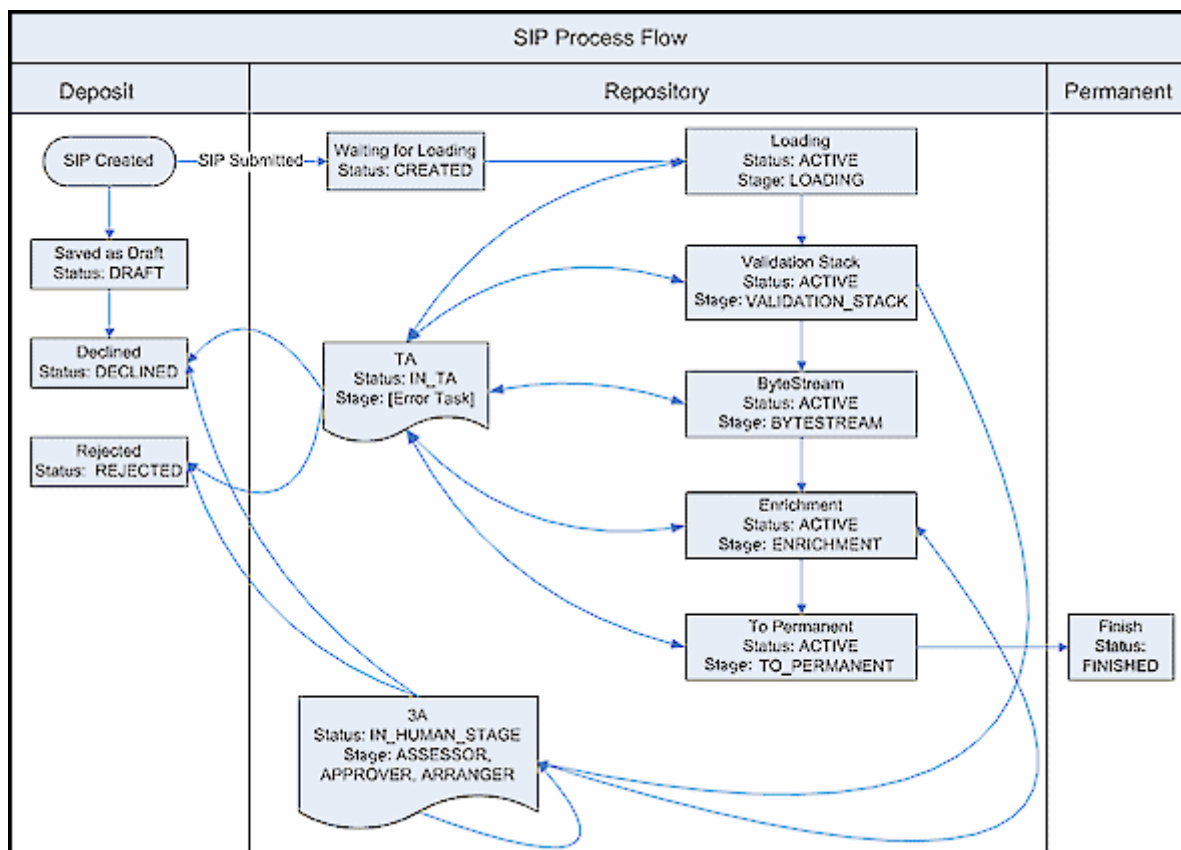 SIP Process Flow
Deposit
Repository
Permanent
SIP Created
SIP Submitted
Waiting for Loading
Status: CREATED
Loading
Status: ACTIVE
Stage: LOADING
Saved as Draft
Status: DRAFT
Validation Stack
Status: ACTIVE
Stage: VALIDATION_STACK
Declined
Status: DECLINED
TA
Status: IN_TA
Stage: [Error Task]
ByteStream
Status: ACTIVE
Stage: BYTESTREAM
Rejected
Status: REJECTED
Enrichment
Status: ACTIVE
Stage: ENRICHMENT
To Permanent
Status: ACTIVE
Stage: TO_PERMANENT
Finish
Status:
FINISHED
3A
Status: IN_HUMAN_STAGE
Stage: ASSESSOR,
APPROVER, ARRANGER